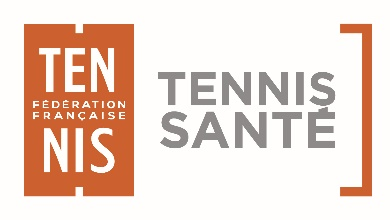 TEN
FÉDÉRATION
FRANÇAISE
NIS
TENNIS
SANTÉ